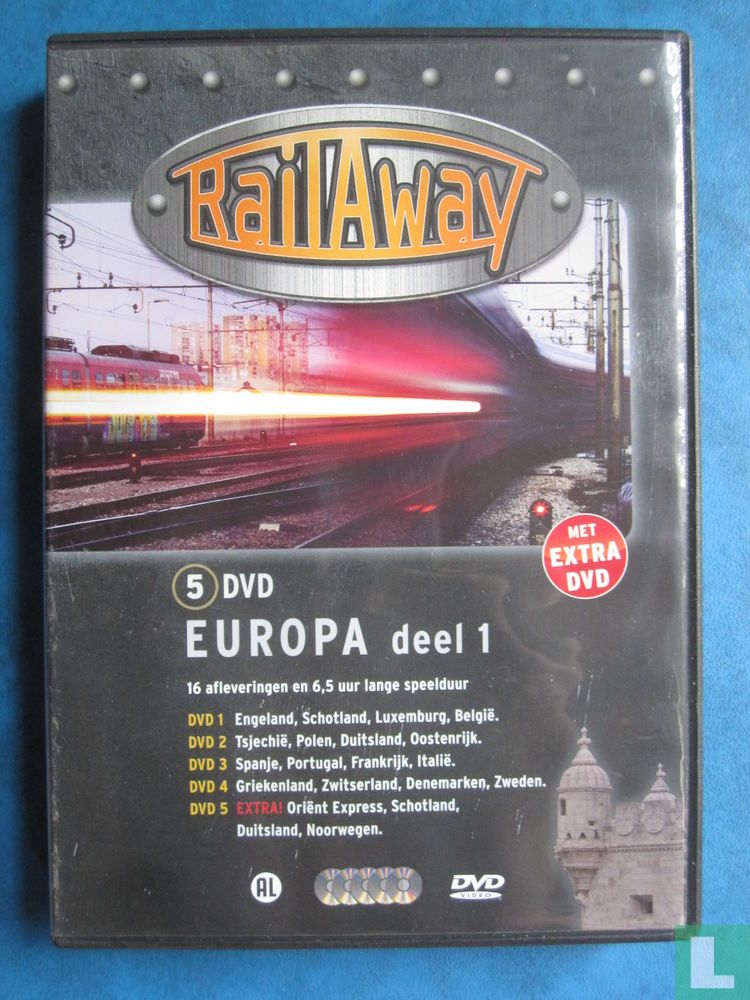 RailAway
MET
EXTRA
DVD
5 DVD
EUROPA deel 1
16 afleveringen en 6,5 uur lange speelduur
DVD 1 Engeland, Schotland, Luxemburg, België.
DVD 2 Tsjechië, Polen, Duitsland, Oostenrijk.
DVD 3 Spanje, Portugal, Frankrijk, Italië.
DVD 4 Griekenland, Zwitserland, Denemarken, Zweden.
DVD 5 EXTRA! Oriënt Express, Schotland,
Duitsland, Noorwegen.
AL
DVD
VIDEO
L